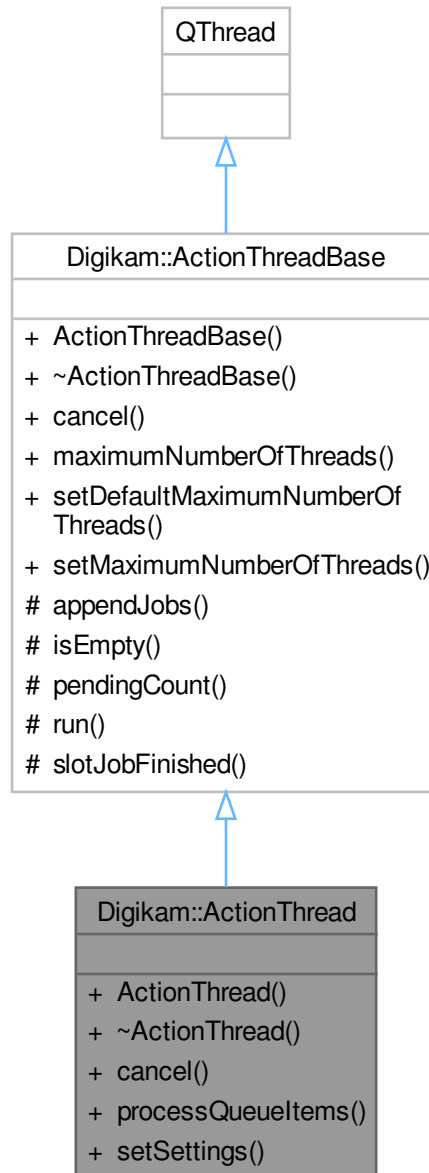 QThread
Digikam::ActionThreadBase
+ ActionThreadBase()
+ ~ActionThreadBase()
+ cancel()
+ maximumNumberOfThreads()
+ setDefaultMaximumNumberOf
Threads()
+ setMaximumNumberOfThreads()
# appendJobs()
# isEmpty()
# pendingCount()
# run()
# slotJobFinished()
Digikam::ActionThread
+ ActionThread()
+ ~ActionThread()
+ cancel()
+ processQueueItems()
+ setSettings()